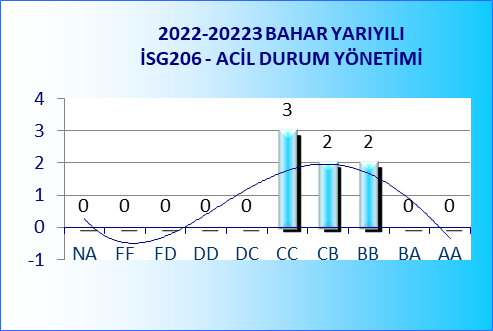 2022-20223 BAHAR YARIYILI
İSG206 - ACİL DURUM YÖNETİMİ
4
3
2
1
0
-1
0 0 0 0 0 3 2 2 0 0
NA FF FD DD DC CC CB BB BA AA